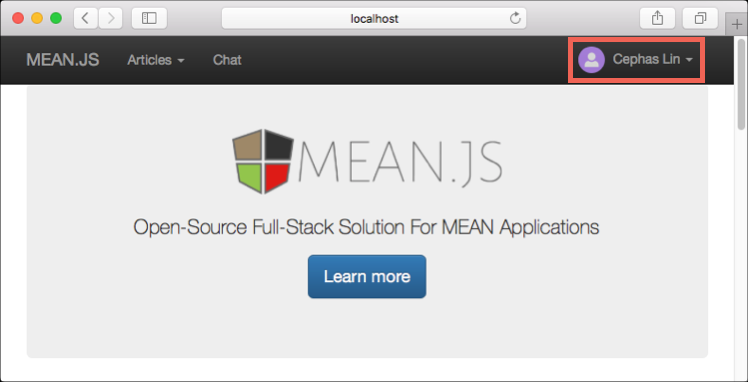 localhost
MEAN.JS Articles Chat Cephas Lin
MEAN.JS
Open-Source Full-Stack Solution For MEAN Applications
Learn more